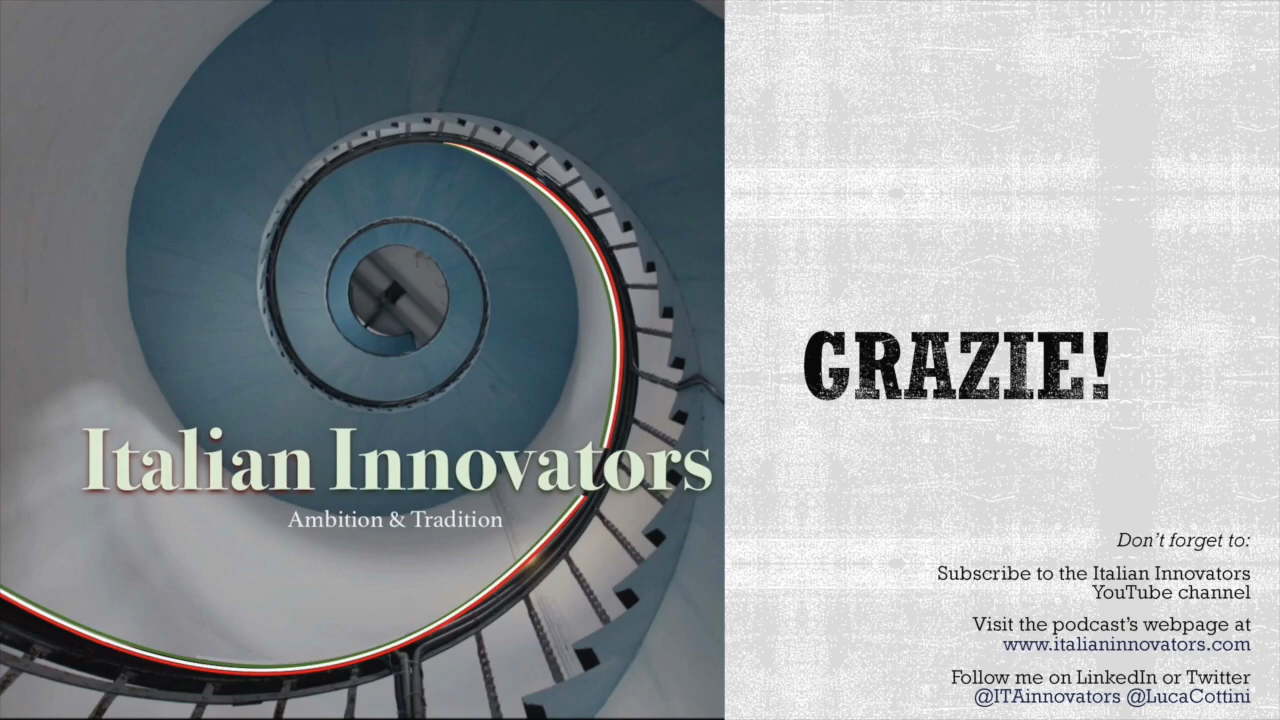 Italian Innovators
Ambition & Tradition
GRAZIE!
Don't forget to:
Subscribe to the Italian Innovators
YouTube channel
Visit the podcast's webpage at
www.italianinnovators.com
Follow me on LinkedIn or Twitter
@ITAinnovators @LucaCottini